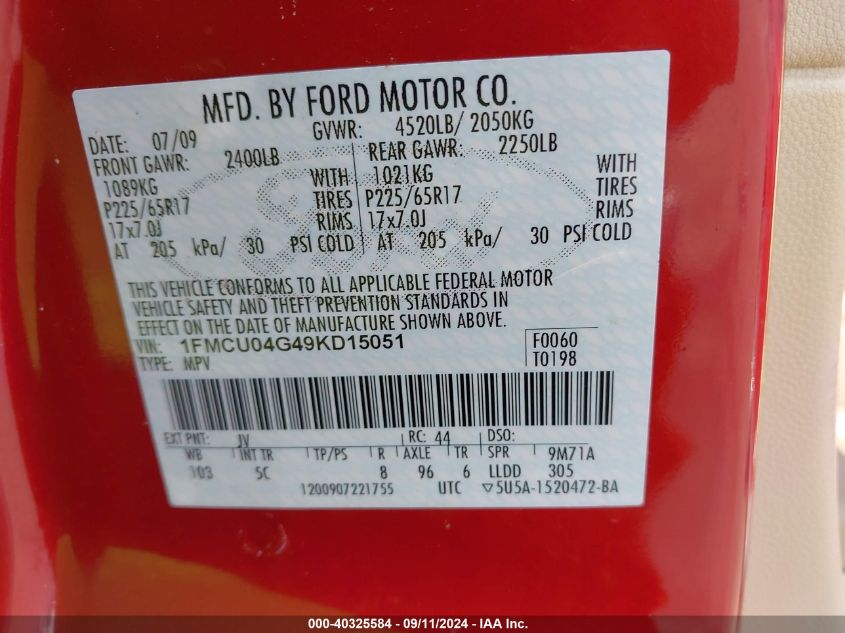 MFD. BY FORD MOTOR CO.
DATE: 07/09 GVWR: 4520LB/ 2050KG
FRONT GAWR: 2400LB REAR GAWR: 2250LB
1089KG WITH 1021KG WITH
P225/65R17 TIRES P225/65R17 TIRES
17x7.0J RIMS 17x7.0J RIMS
AT 205 kPa/ 30 PSI COLD AT 205 kPa/ 30 PSI COLD
THIS VEHICLE CONFORMS TO ALL APPLICABLE FEDERAL MOTOR
VEHICLE SAFETY AND THEFT PREVENTION STANDARDS IN
EFFECT ON THE DATE OF MANUFACTURE SHOWN ABOVE.
VIN: 1FMCU04G49KD15051 F0060
TYPE: MPV T0198
EXT PNT: JV RC: 44 DSO:
WB INT TR TP/PS R AXLE TR SPR 9M71A
103 5C 8 96 6 LLDD 305
1200907221755 UTC ▽5U5A-1520472-BA
000-40325584 - 09/11/2024 - IAA Inc.